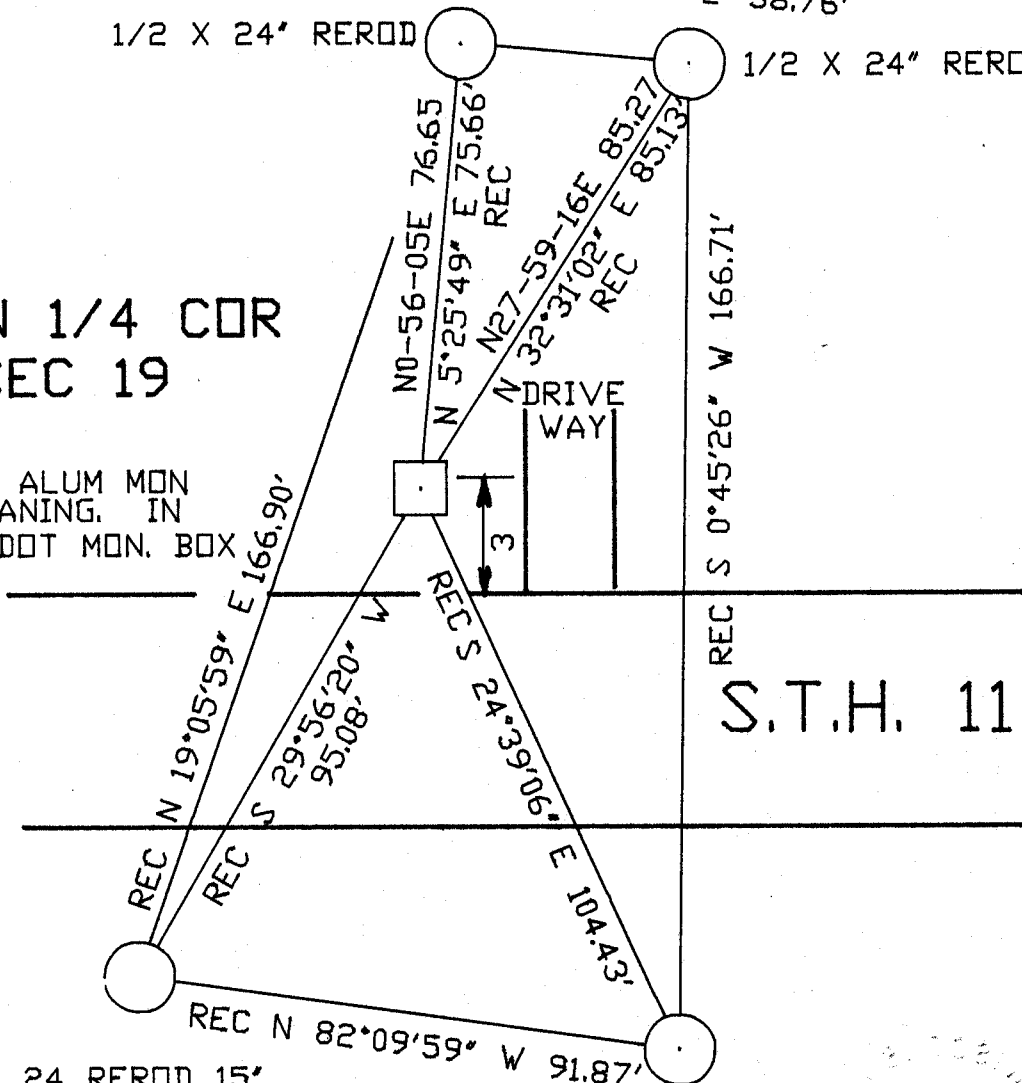 38.76'
1/2 X 24" REROD
1/2 X 24" RERO
N0-56-05E 76.65
N 5°25'49" E 75.66'
REC
N27-59-16E 85.27
N 32°31'02" E 85.13'
REC
1/4 COR
EC 19
DRIVE
WAY
ALUM MON
ANING. IN
DOT MON. BOX
3
REC S 0°45'26" W 166.71'
REC N 19°05'59" E 166.90'
REC S 29°56'20" W
95.08'
REC S 24°39'06" E 104.43'
S.T.H. 11
REC N 82°09'59" W 91.87'
24 REROD 15"